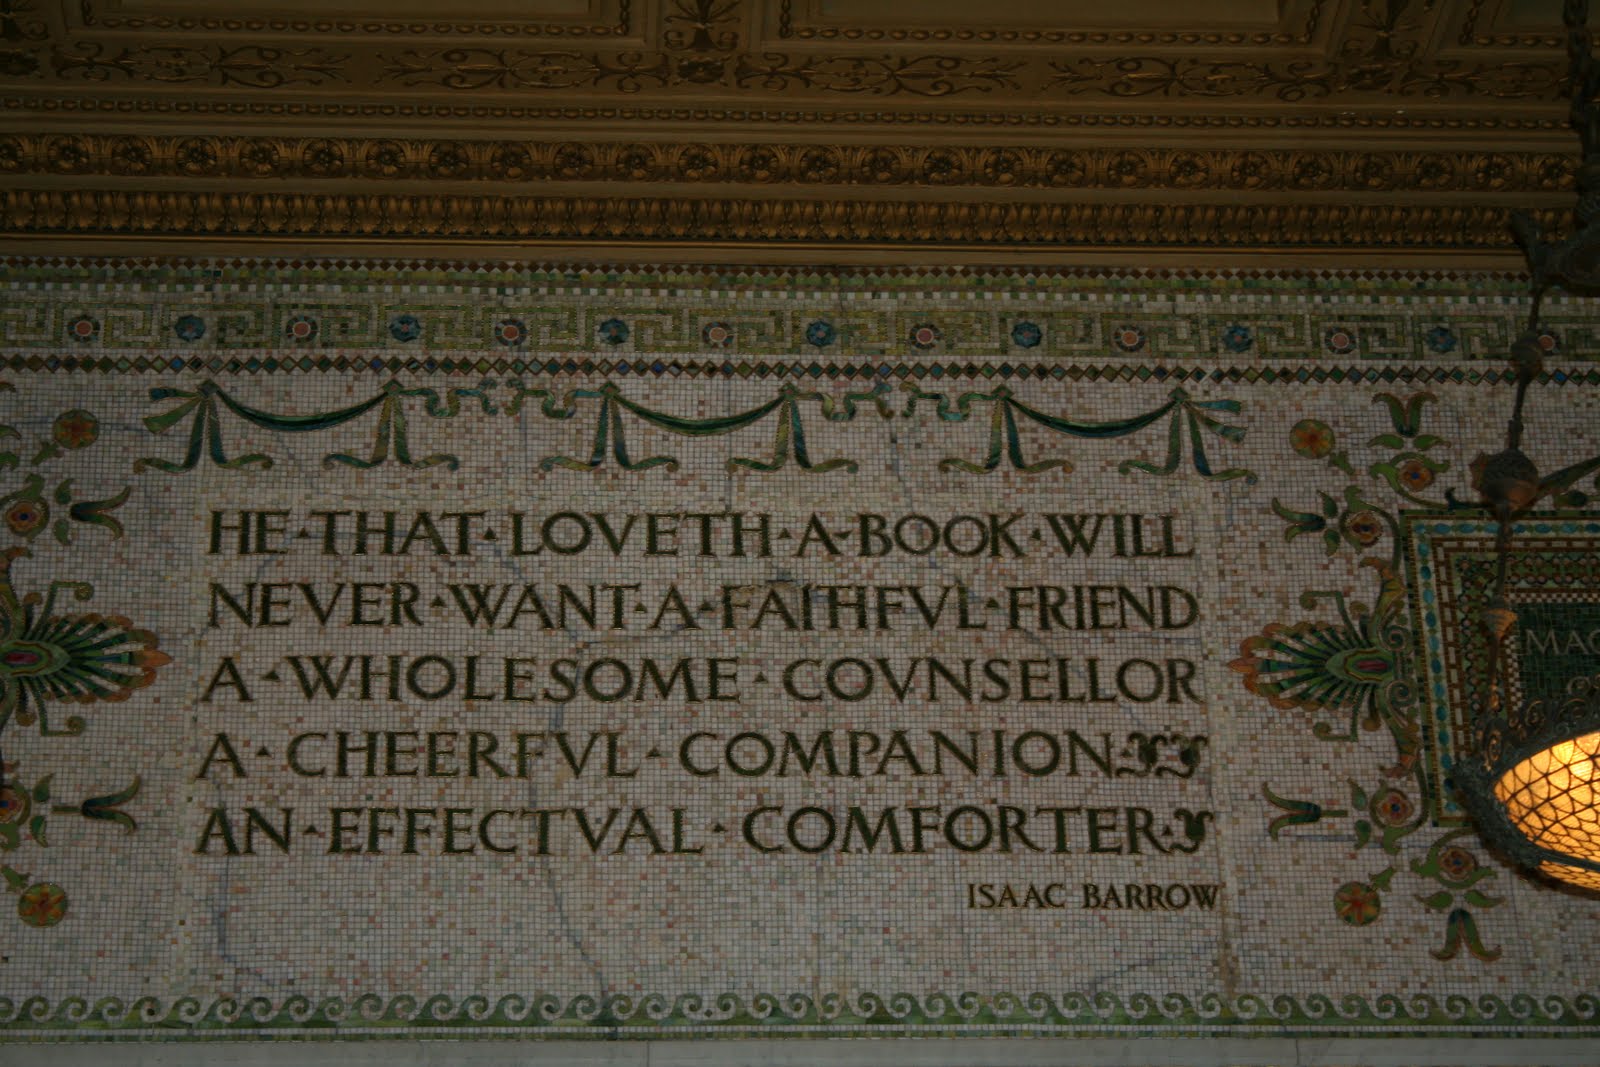 HE·THAT·LOVETH·A·BOOK·WILL
NEVER·WANT·A·FAITHFVL·FRIEND
A·WHOLESOME·COVNSELLOR
A·CHEERFVL·COMPANION
AN·EFFECTVAL·COMFORTER·
ISAAC BARROW